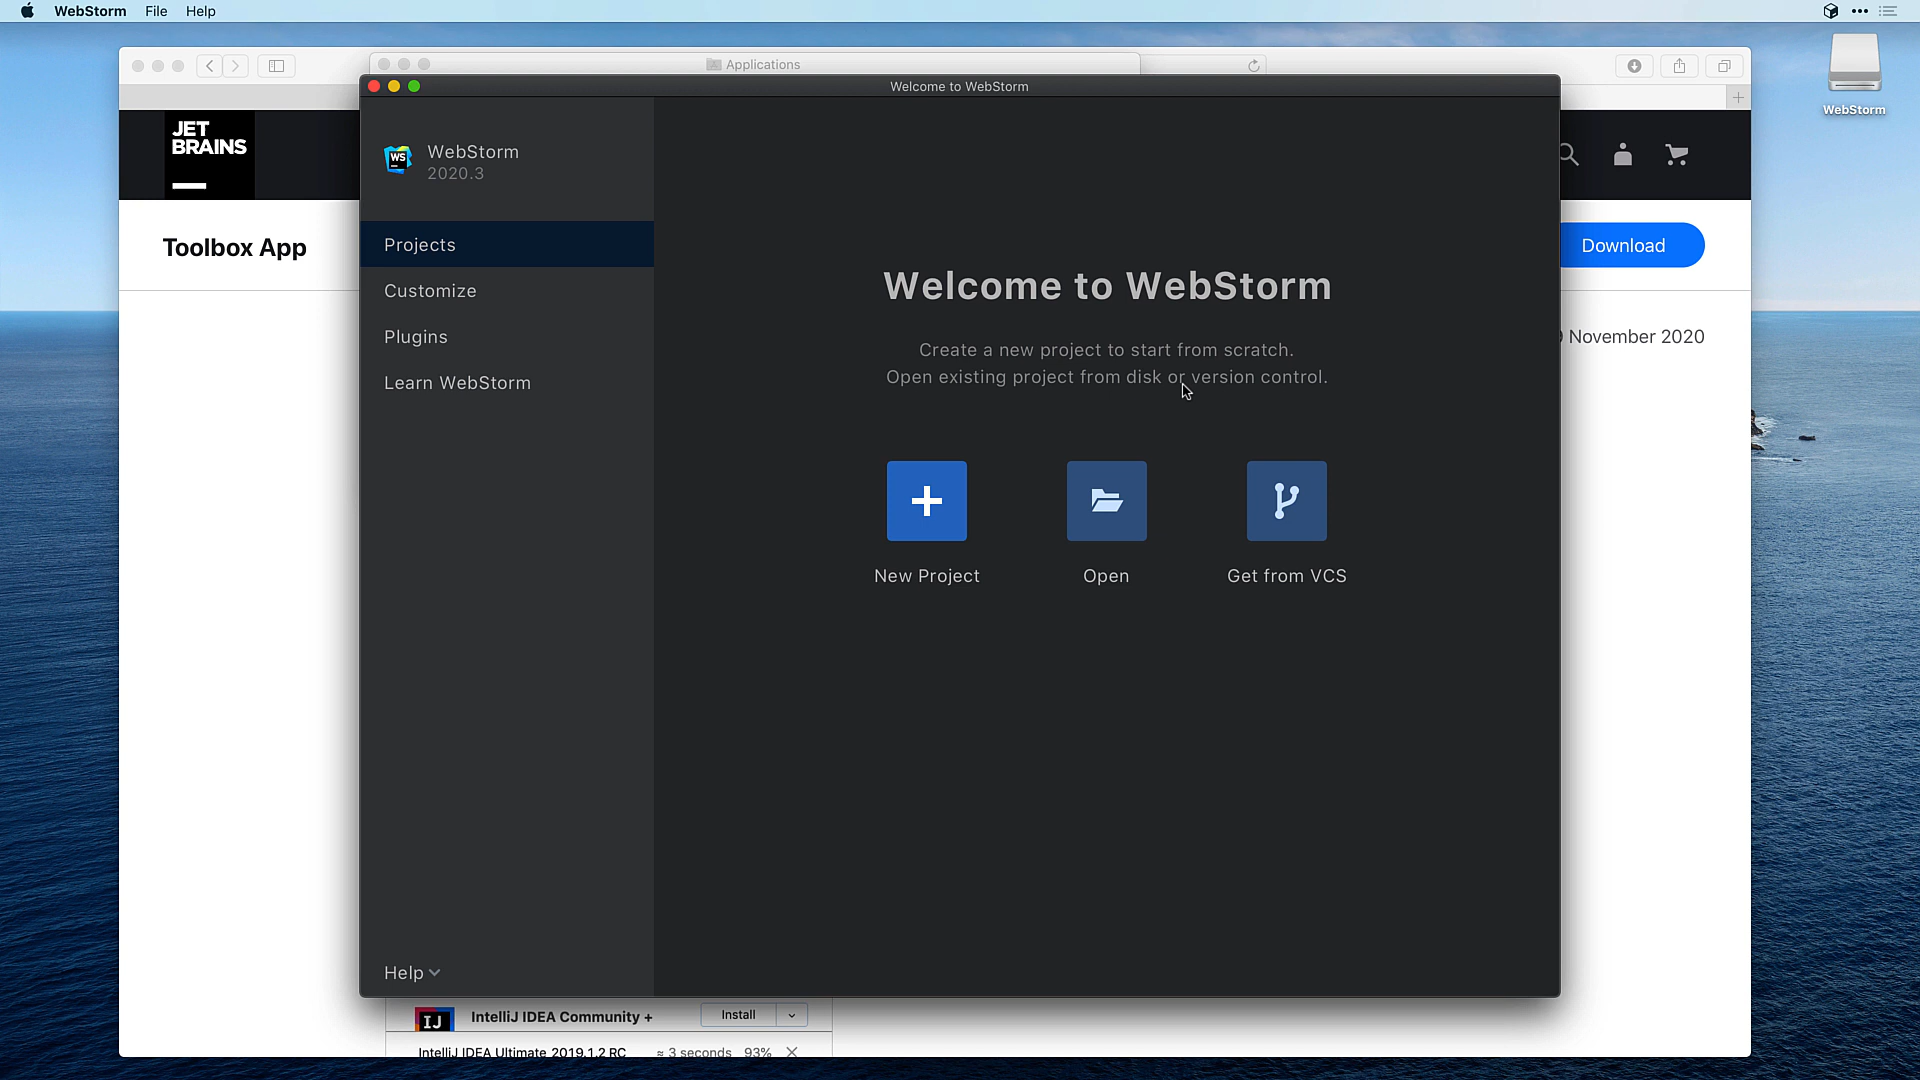 WebStorm File Help
Applications
Welcome to WebStorm
WebStorm
JET
BRAINS
WS
WebStorm
2020.3
Toolbox App
Download
November 2020
Projects
Customize
Plugins
Learn WebStorm
Welcome to WebStorm
Create a new project to start from scratch.
Open existing project from disk or version control.
New Project
Open
Get from VCS
Help
IJ
IntelliJ IDEA Community +
Install
IntelliJ IDEA Ultimate 2019.1.2 RC
≈ 3 seconds 93%